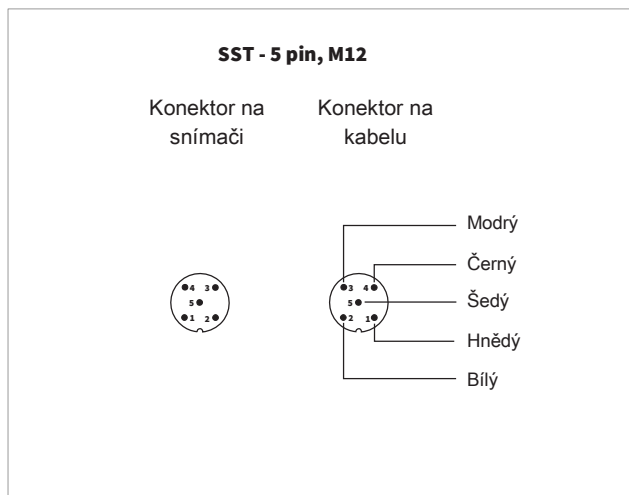 SST - 5 pin, M12
Konektor na
snímači
Konektor na
kabelu
Modrý
Černý
Šedý
Hnědý
Bílý
4 3
5
1 2
3 4
5
2 1